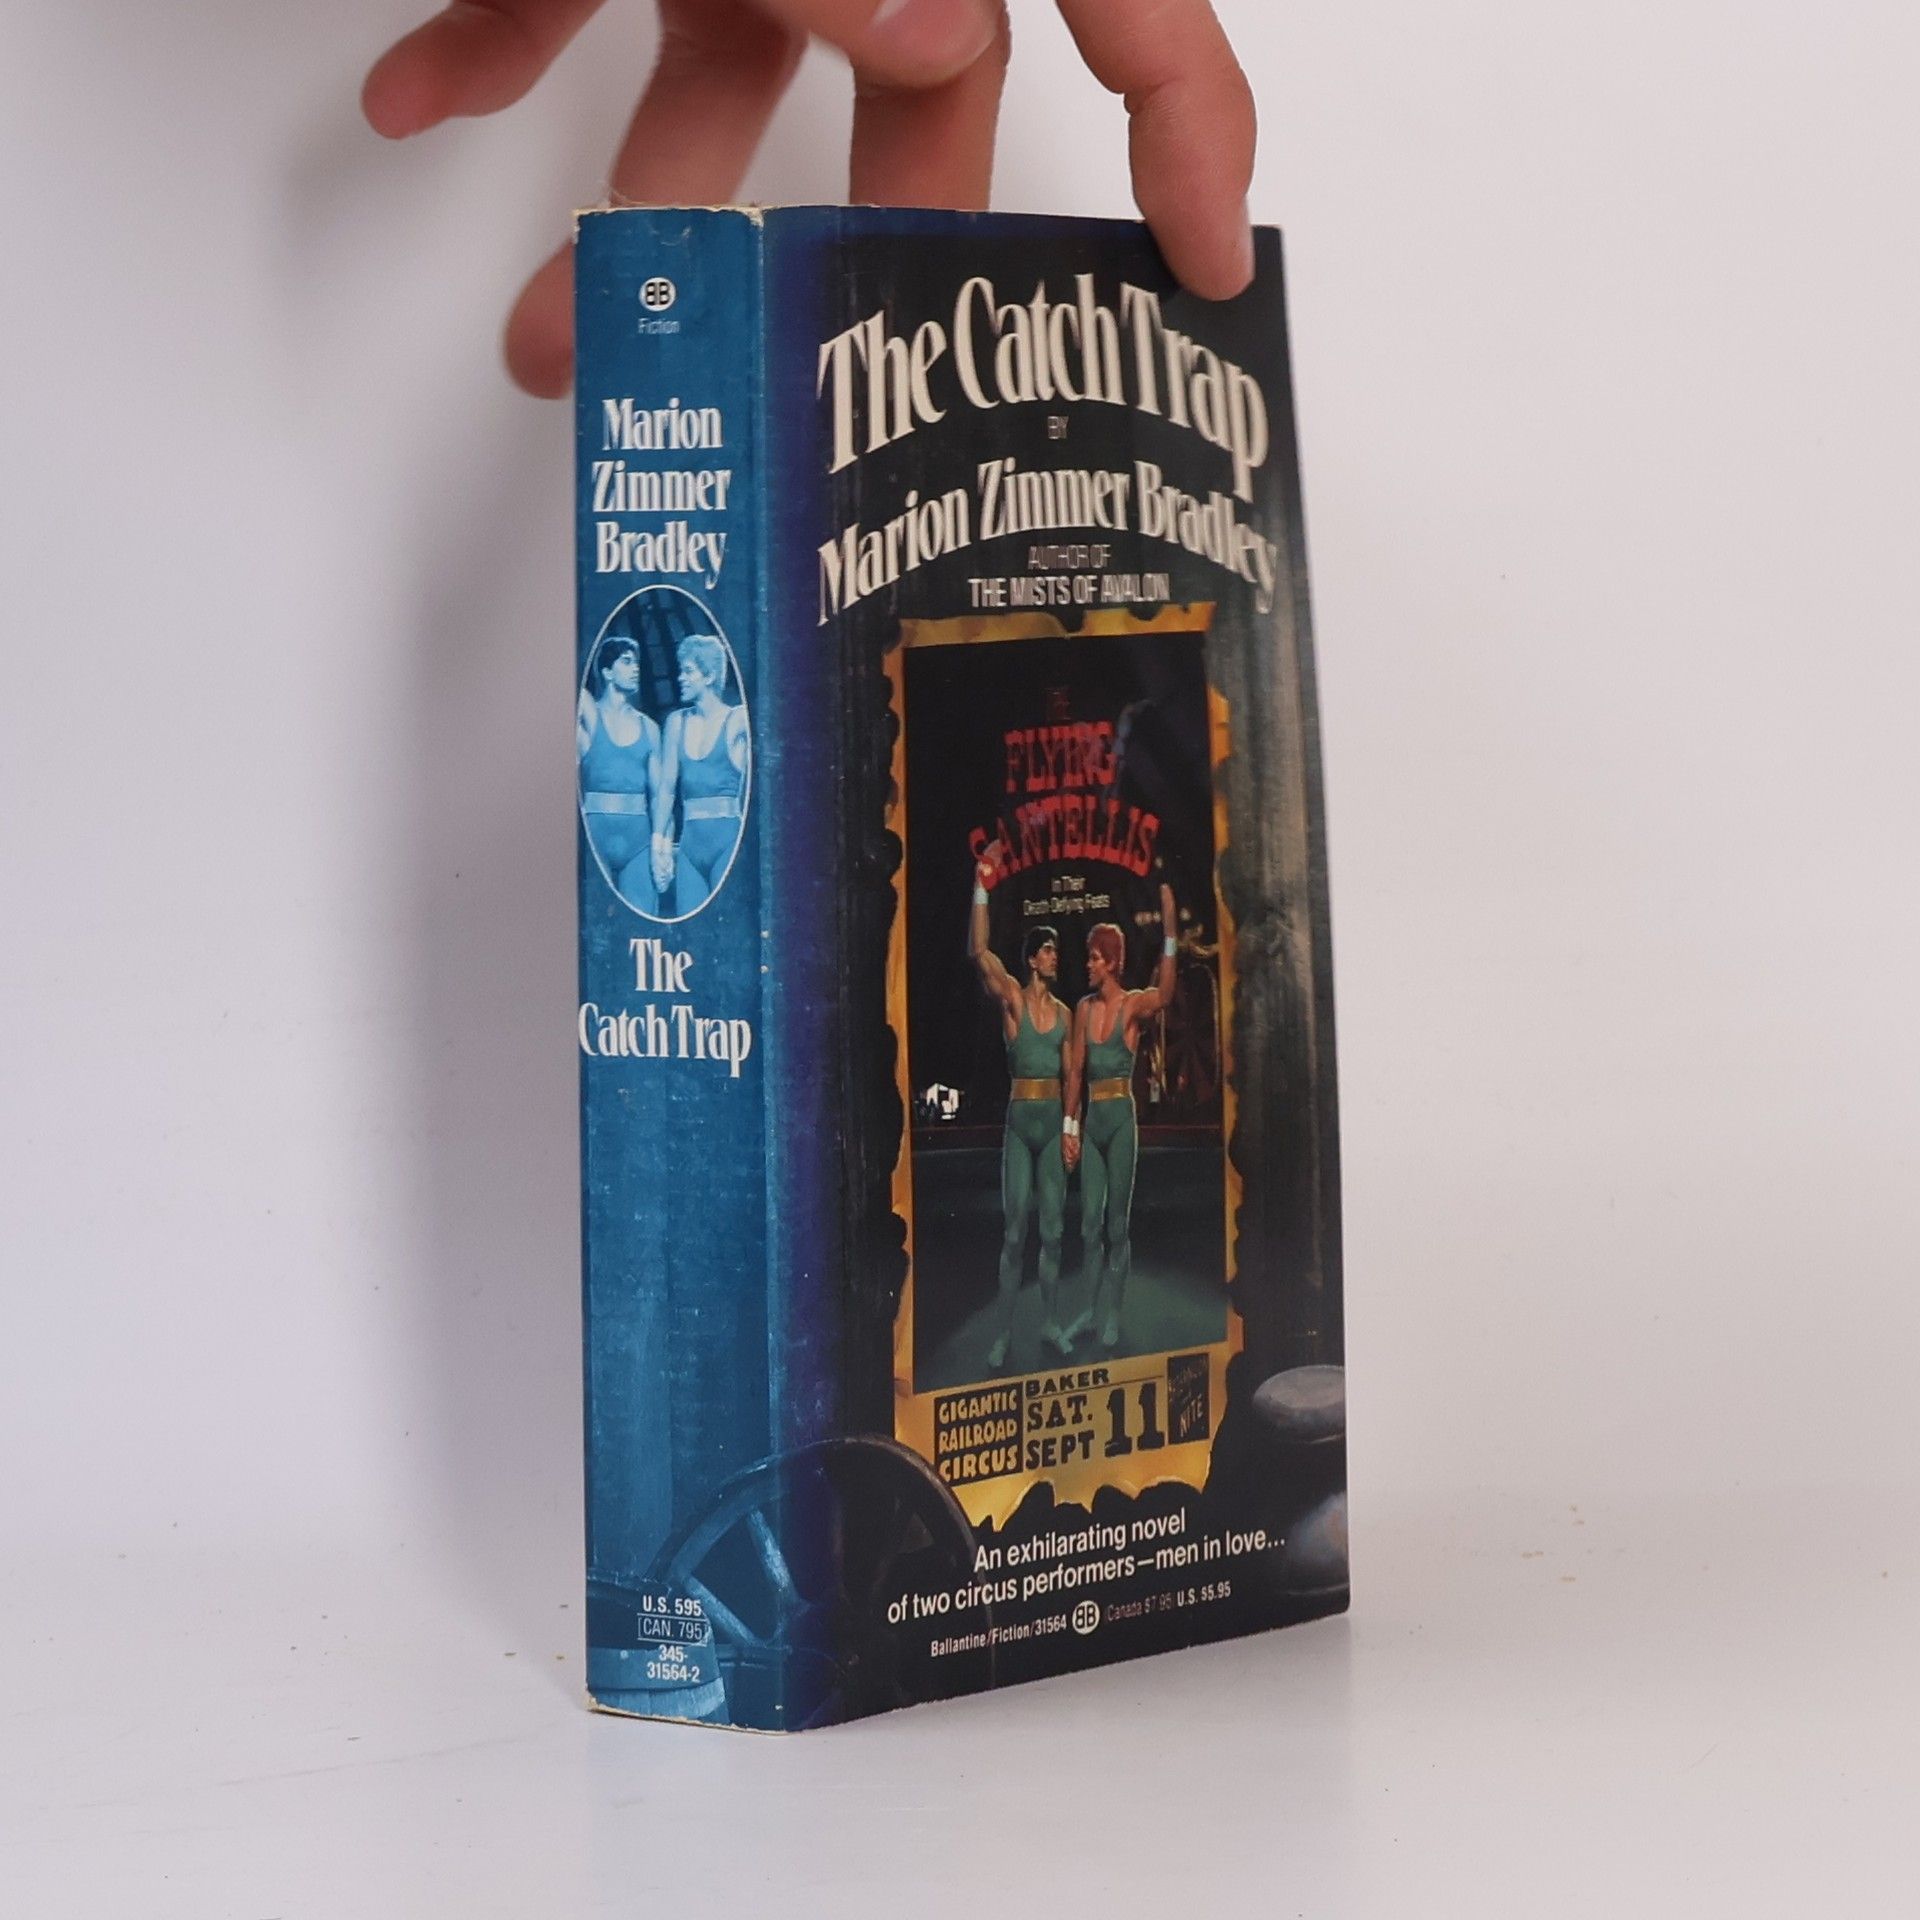 BB
Fiction
Marion
Zimmer
Bradley
The
Catch Trap
U.S. 595
CAN. 795
345-
31564-2
The Catch Trap
BY
Marion Zimmer Bradley
AUTHOR OF
THE MISTS OF AVALON
THE
FLYING
SANTELLIS
In Their
Death-Defying Feats
GIGANTIC
RAILROAD
CIRCUS
BAKER
SAT.
SEPT
11
NITE
An exhilarating novel
of two circus performers—men in love...
Ballantine/Fiction/31564 BB Canada $7.95 U.S. $5.95